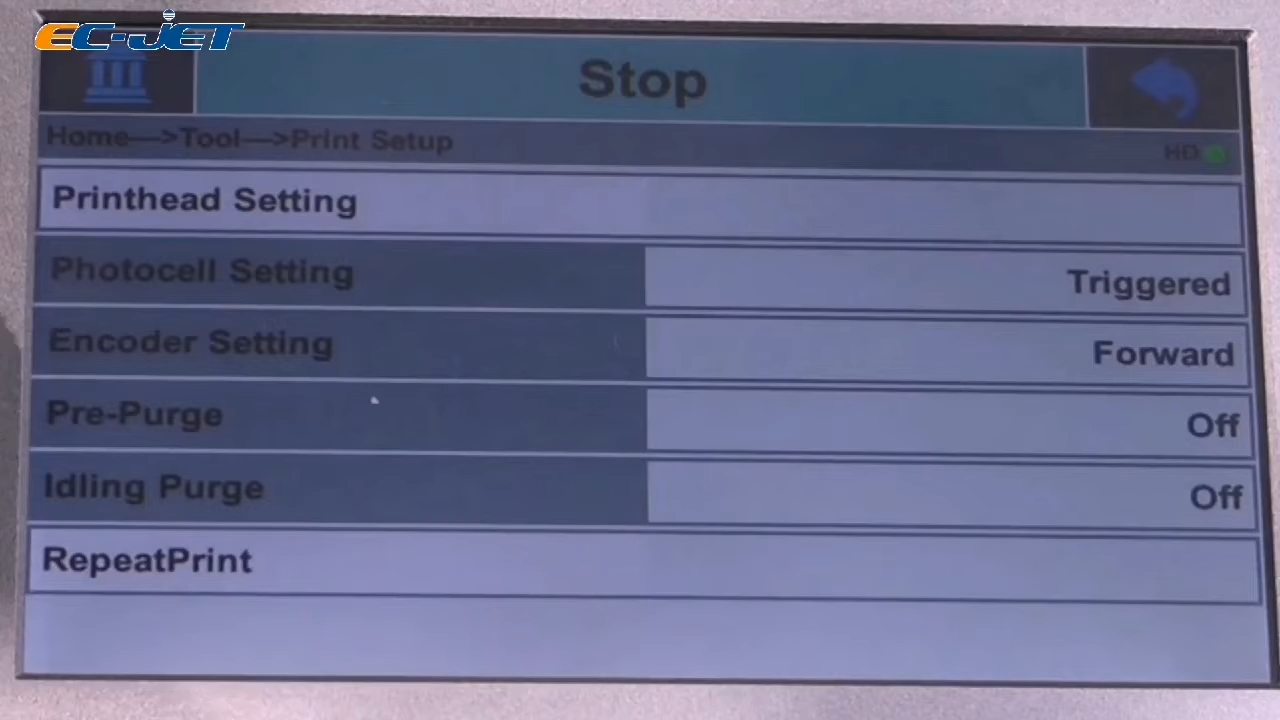 EC-JET
Stop
Home—>Tool—>Print Setup
HD
Printhead Setting
Photocell Setting Triggered
Encoder Setting Forward
Pre-Purge Off
Idling Purge Off
RepeatPrint